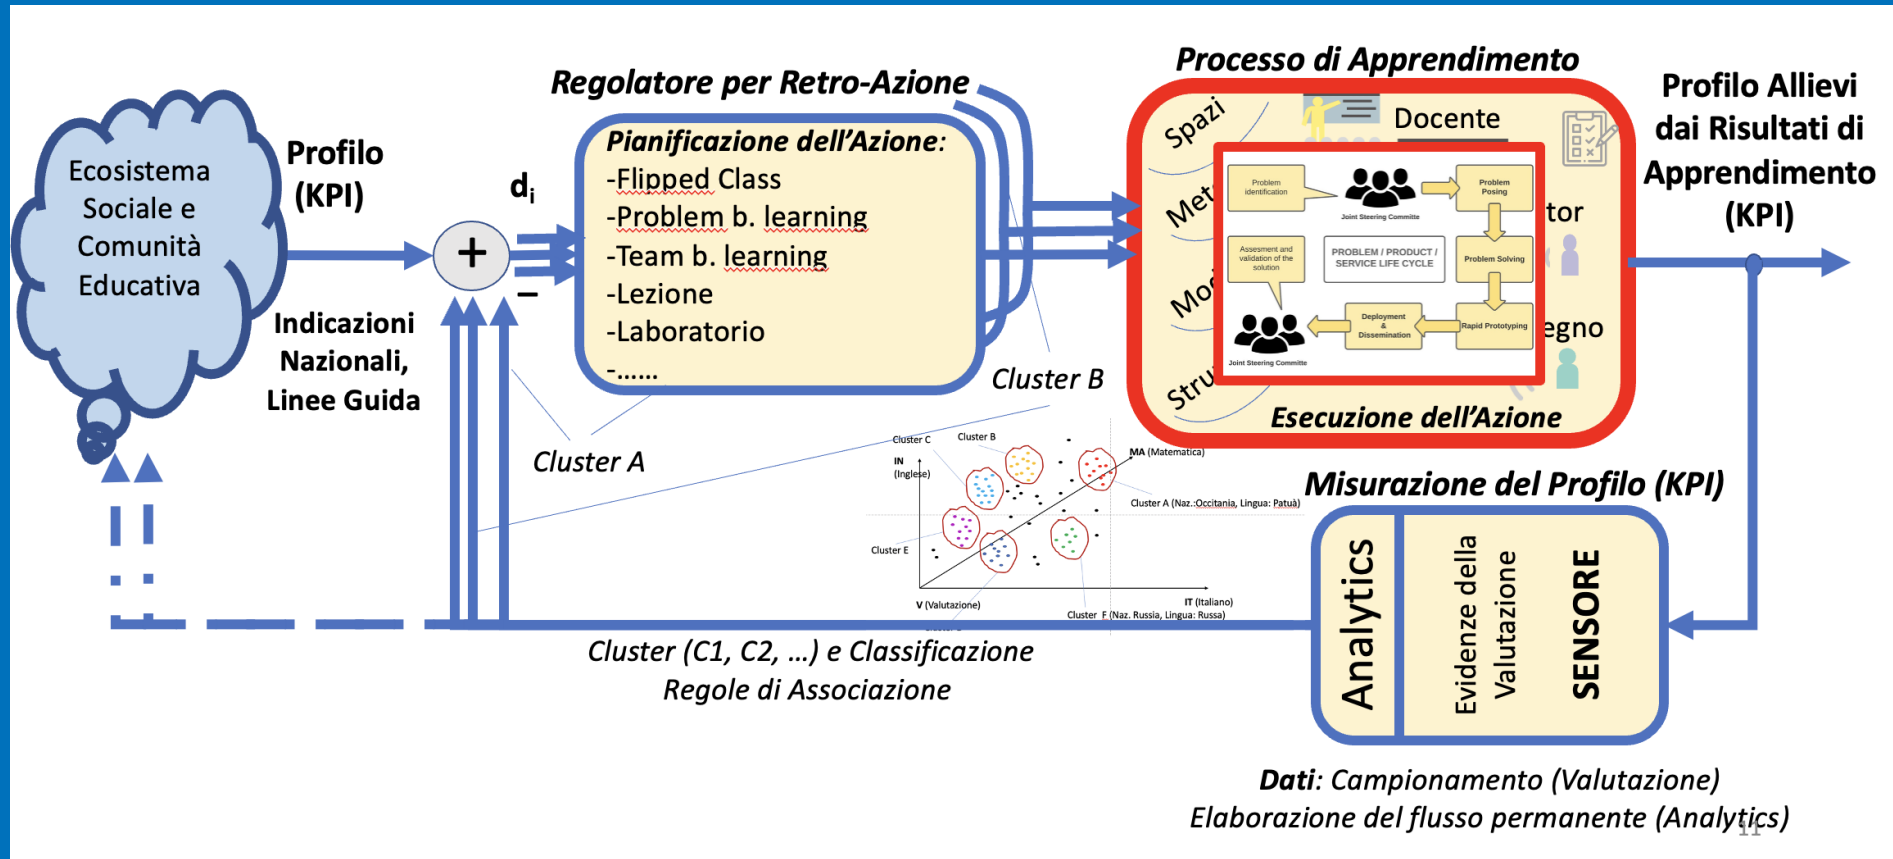 Ecosistema
Sociale e
Comunità
Educativa
Profilo
(KPI)
Indicazioni
Nazionali,
Linee Guida
+
di
−
Regolatore per Retro-Azione
Pianificazione dell'Azione:
-Flipped Class
-Problem b. learning
-Team b. learning
-Lezione
-Laboratorio
-......
Cluster A
Cluster B
Processo di Apprendimento
Spazi
Docente
Problem
identification
Joint Steering Committe
Problem
Posing
Assesment and
validation of the
solution
PROBLEM / PRODUCT /
SERVICE LIFE CYCLE
Problem Solving
Deployment
&
Dissemination
Rapid Prototyping
Joint Steering Committe
Esecuzione dell'Azione
Profilo Allievi
dai Risultati di
Apprendimento
(KPI)
Cluster C
Cluster B
IN
(Inglese)
MA (Matematica)
Cluster A (Naz.:Occitania, Lingua: Patuà)
Cluster E
V (Valutazione)
IT (Italiano)
Cluster F (Naz. Russia, Lingua: Russa)
Misurazione del Profilo (KPI)
Analytics
Evidenze della
Valutazione
SENSORE
Cluster (C1, C2, ...) e Classificazione
Regole di Associazione
Dati: Campionamento (Valutazione)
Elaborazione del flusso permanente (Analytics)
11